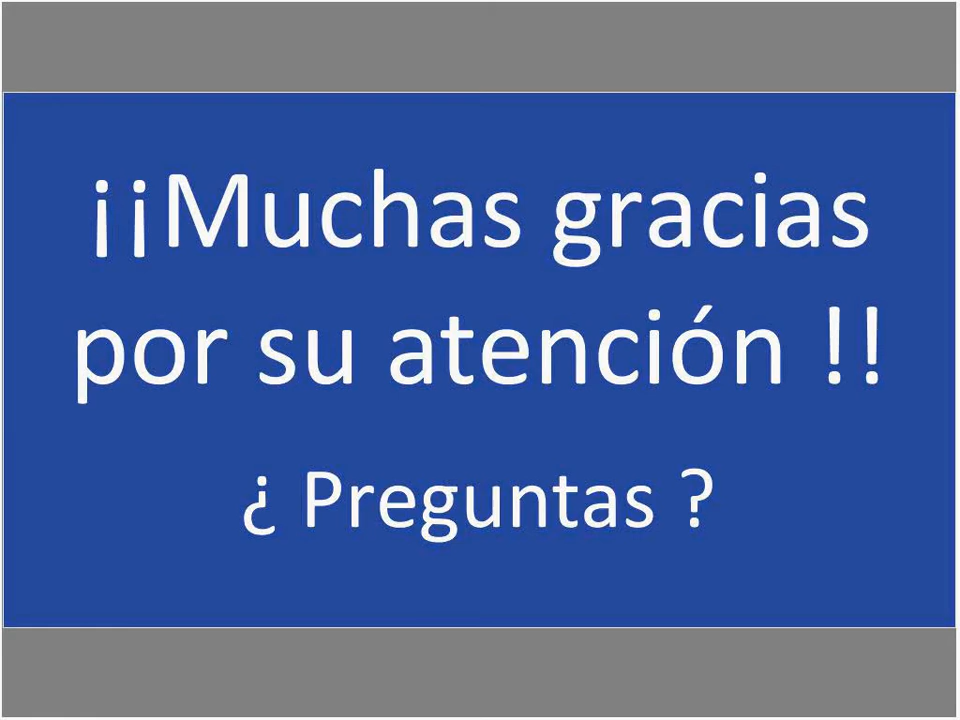 ¡¡Muchas gracias
por su atención !!
¿ Preguntas ?